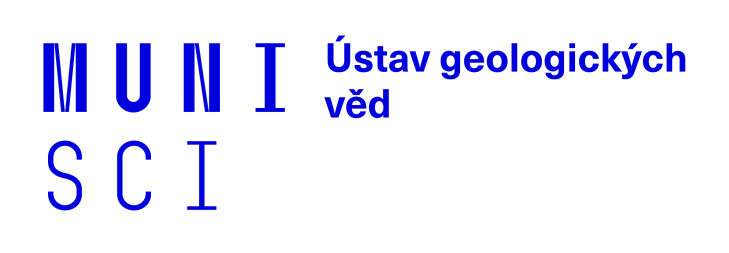 MUNI
SCI
Ústav geologických
věd